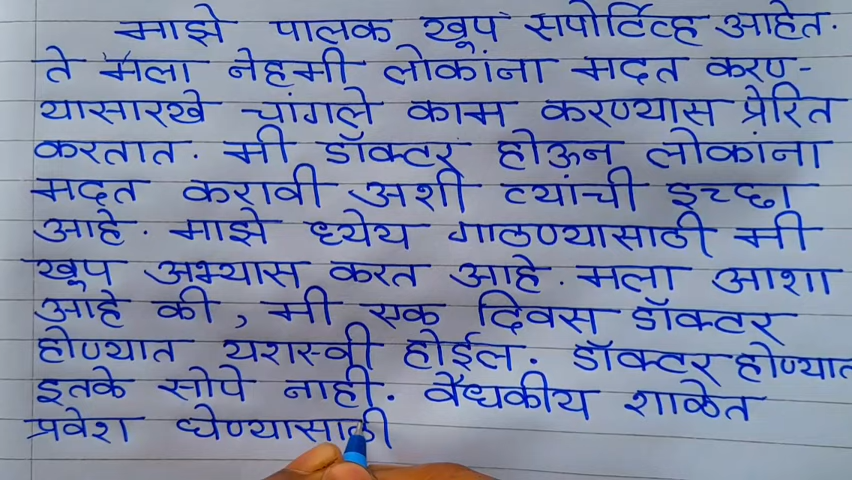 माझे पालक खूप सपोर्टिव्ह आहेत.
ते मला नेहमी लोकांना मदत करण-
यासारखे चांगले काम करण्यास प्रेरित
करतात. मी डॉक्टर होऊन लोकांना
मदत करावी अशी त्यांची इच्छा
आहे. माझे ध्येय गाठण्यासाठी मी
खूप अभ्यास करत आहे. मला आशा
आहे की, मी एक दिवस डॉक्टर
होण्यात यशस्वी होईल. डॉक्टर होण्यात
इतके सोपे नाही. वैधकीय शाळेत
प्रवेश घेण्यासाठी